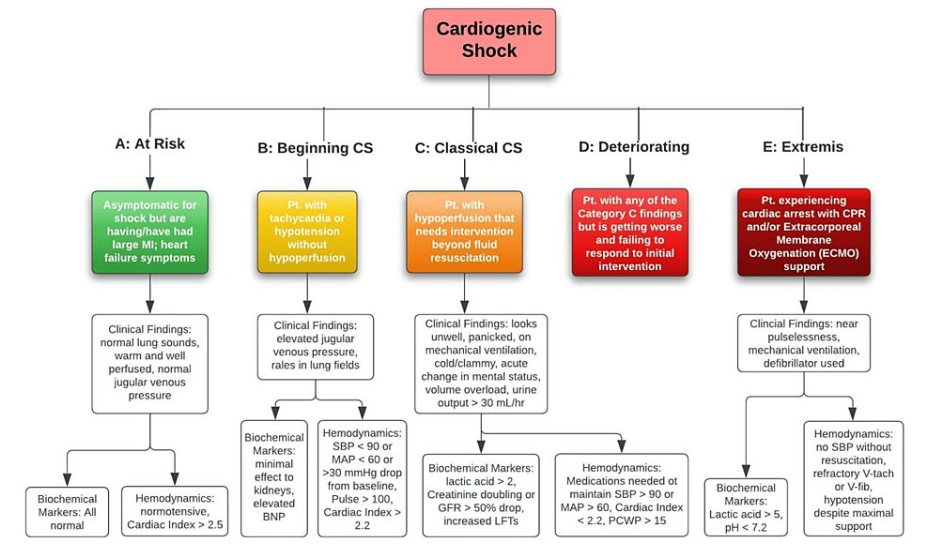 Cardiogenic
Shock
A: At Risk
B: Beginning CS
C: Classical CS
D: Deteriorating
E: Extremis
Asymptomatic for
shock but are
having/have had
large MI; heart
failure symptoms
Pt. with
tachycardia or
hypotension
without
hypoperfusion
Pt. with
hypoperfusion that
needs intervention
beyond fluid
resuscitation
Pt. with any of the
Category C findings
but is getting worse
and failing to
respond to initial
intervention
Pt. experiencing
cardiac arrest with CPR
and/or Extracorporeal
Membrane
Oxygenation (ECMO)
support
Clinical Findings:
normal lung sounds,
warm and well
perfused, normal
jugular venous
pressure
Clinical Findings:
elevated jugular
venous pressure,
rales in lung fields
Clinical Findings: looks
unwell, panicked, on
mechanical ventilation,
cold/clammy, acute
change in mental status,
volume overload, urine
output > 30 mL/hr
Clincial Findings: near
pulselessness,
mechanical ventilation,
defibrillator used
Biochemical
Markers: All
normal
Hemodynamics:
normotensive,
Cardiac Index > 2.5
Biochemical
Markers:
minimal
effect to
kidneys,
elevated
BNP
Hemodynamics:
SBP < 90 or
MAP < 60 or
>30 mmHg drop
from baseline,
Pulse > 100,
Cardiac Index >
2.2
Biochemical Markers:
lactic acid > 2,
Creatinine doubling or
GFR > 50% drop,
increased LFTs
Hemodynamics:
Medications needed ot
maintain SBP > 90 or
MAP > 60, Cardiac Index
< 2.2, PCWP > 15
Biochemical
Markers:
Lactic acid > 5,
pH < 7.2
Hemodynamics:
no SBP without
resuscitation,
refractory V-tach
or V-fib,
hypotension
despite maximal
support